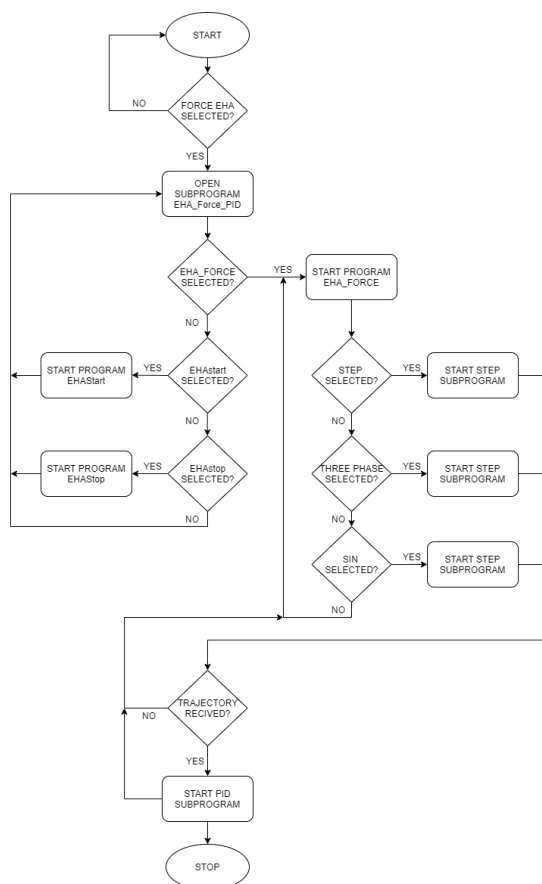 START
NO
FORCE EHA
SELECTED?
YES
OPEN
SUBPROGRAM
EHA_Force_PID
EHA_FORCE
SELECTED?
YES
START PROGRAM
EHA_FORCE
NO
START PROGRAM
EHAStart
YES
EHAstart
SELECTED?
STEP
SELECTED?
YES
START STEP
SUBPROGRAM
NO
NO
START PROGRAM
EHAStop
YES
EHAstop
SELECTED?
THREE PHASE
SELECTED?
YES
START STEP
SUBPROGRAM
NO
NO
SIN
SELECTED?
YES
START STEP
SUBPROGRAM
NO
TRAJECTORY
RECIVED?
NO
YES
START PID
SUBPROGRAM
STOP